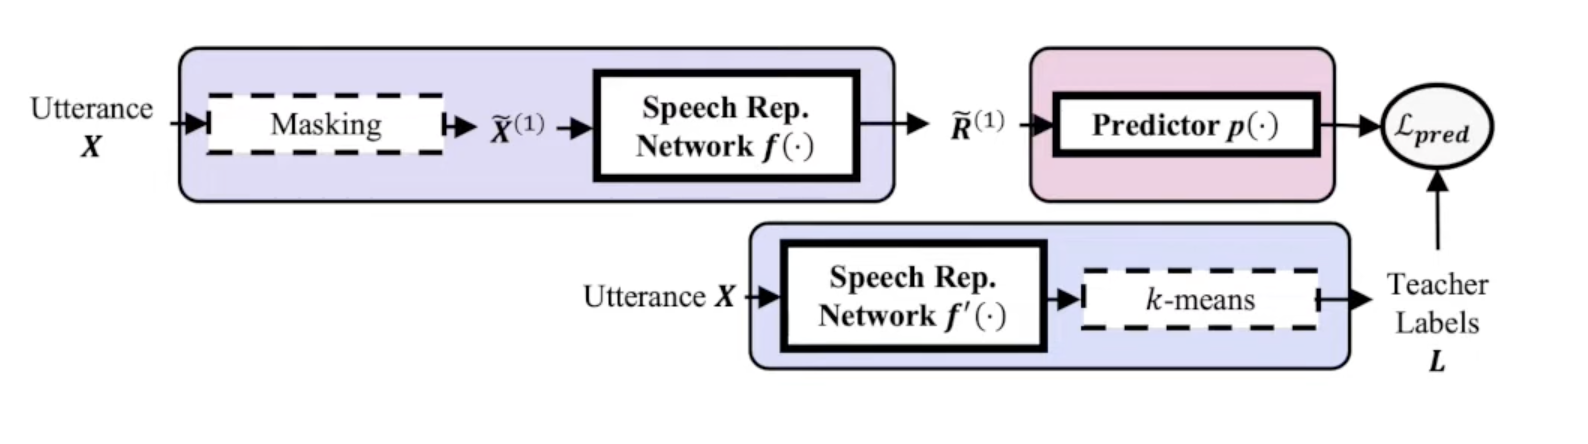 Utterance
X
Masking
X̃⁽¹⁾
Speech Rep.
Network f(·)
R̃⁽¹⁾
Predictor p(·)
ℒpred
Utterance X
Speech Rep.
Network f′(·)
k-means
Teacher
Labels
L